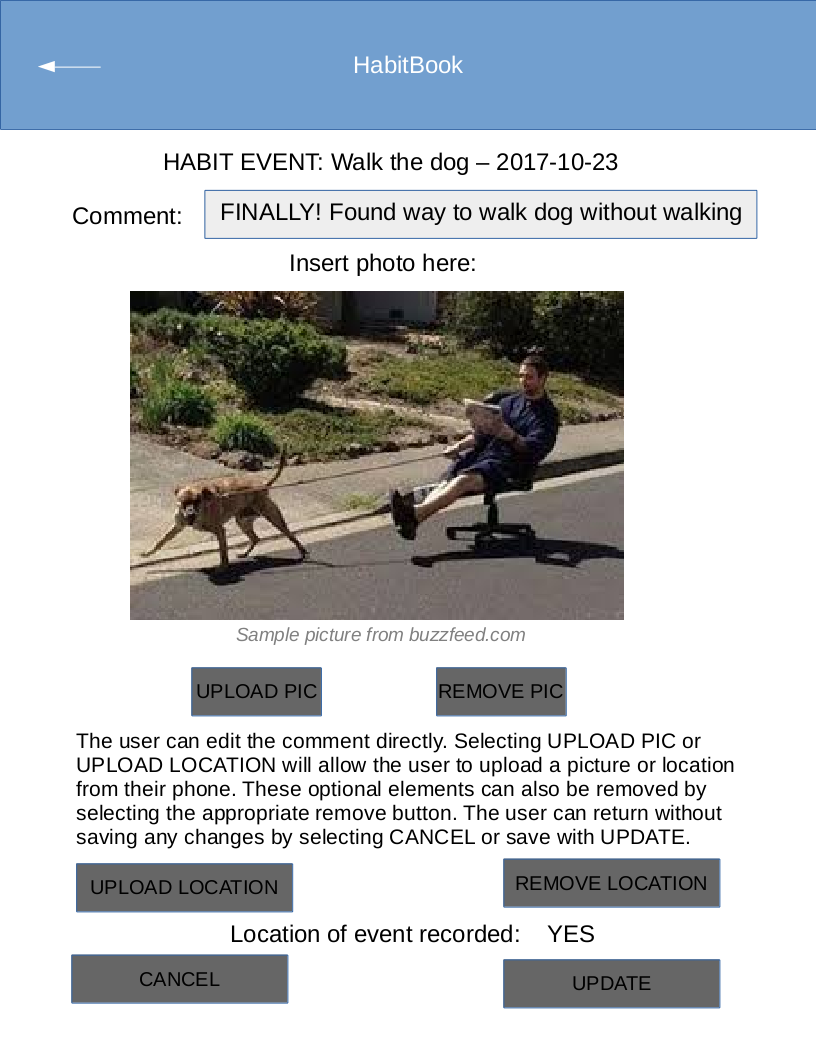 HabitBook
HABIT EVENT: Walk the dog – 2017-10-23
Comment: FINALLY! Found way to walk dog without walking
Insert photo here:
Sample picture from buzzfeed.com
UPLOAD PIC REMOVE PIC
The user can edit the comment directly. Selecting UPLOAD PIC or
UPLOAD LOCATION will allow the user to upload a picture or location
from their phone. These optional elements can also be removed by
selecting the appropriate remove button. The user can return without
saving any changes by selecting CANCEL or save with UPDATE.
UPLOAD LOCATION REMOVE LOCATION
Location of event recorded: YES
CANCEL UPDATE